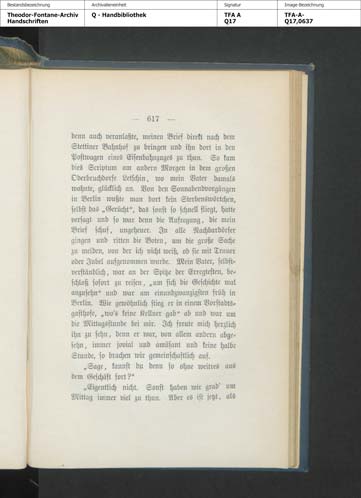 Bestandsbezeichnung
Theodor-Fontane-Archiv
Handschriften
Archivalieneinheit
Q - Handbibliothek
Signatur
TFA A
Q17
Image-Bezeichnung
TFA-A-
Q17,0637
— 617 —
denn auch veranlaßte, meinen Brief direkt nach dem
Stettiner Bahnhof zu bringen und ihn dort in den
Postwagen eines Eisenbahnzuges zu thun. So kam
dies Scriptum am andern Morgen in dem großen
Oderbruchdorfe Letschin, wo mein Vater damals
wohnte, glücklich an. Von den Sonnabendvorgängen
in Berlin wußte man dort kein Sterbenswörtchen,
selbst das „Gerücht“, das sonst so schnell fliegt, hatte
versagt und so war denn die Aufregung, die mein
Brief schuf, ungeheuer. In alle Nachbardörfer
gingen und ritten die Boten, um die große Sache
zu melden, von der ich nicht weiß, ob sie mit Trauer
oder Jubel aufgenommen wurde. Mein Vater, selbst-
verständlich, war an der Spitze der Erregtesten, be-
schloß sofort zu reisen, „um sich die Geschichte mal
anzusehn“ und war am einundzwanzigsten früh in
Berlin. Wie gewöhnlich stieg er in einem Vorstadts-
gasthofe, „wo's keine Kellner gab“ ab und war um
die Mittagsstunde bei mir. Ich freute mich herzlich
ihn zu sehn, denn er war, von allem andern abge-
sehn, immer jovial und amüsant und keine halbe
Stunde, so brachen wir gemeinschaftlich auf.
„Sage, kannst du denn so ohne weitres aus
dem Geschäft fort?“
„Eigentlich nicht. Sonst haben wir grad' um
Mittag immer viel zu thun. Aber es ist jetzt, als